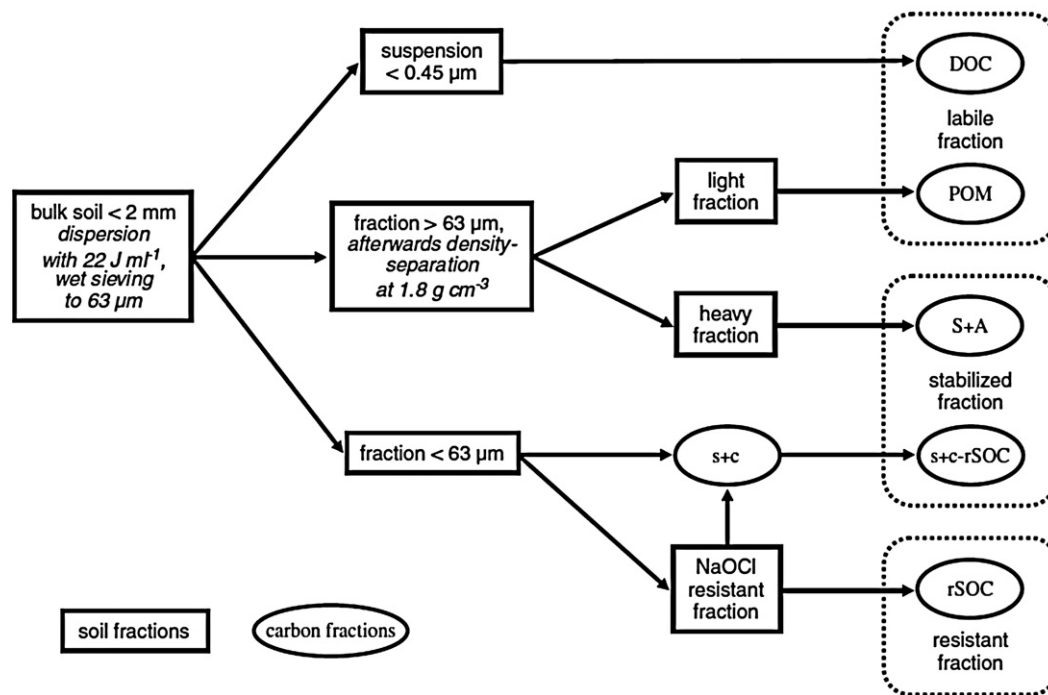 suspension
< 0.45 µm
DOC
labile
fraction
POM
light
fraction
bulk soil < 2 mm
dispersion
with 22 J ml-1,
wet sieving
to 63 µm
fraction > 63 µm,
afterwards density-
separation
at 1.8 g cm-3
heavy
fraction
S+A
stabilized
fraction
fraction < 63 µm
s+c
s+c-rSOC
NaOCl
resistant
fraction
rSOC
resistant
fraction
soil fractions
carbon fractions